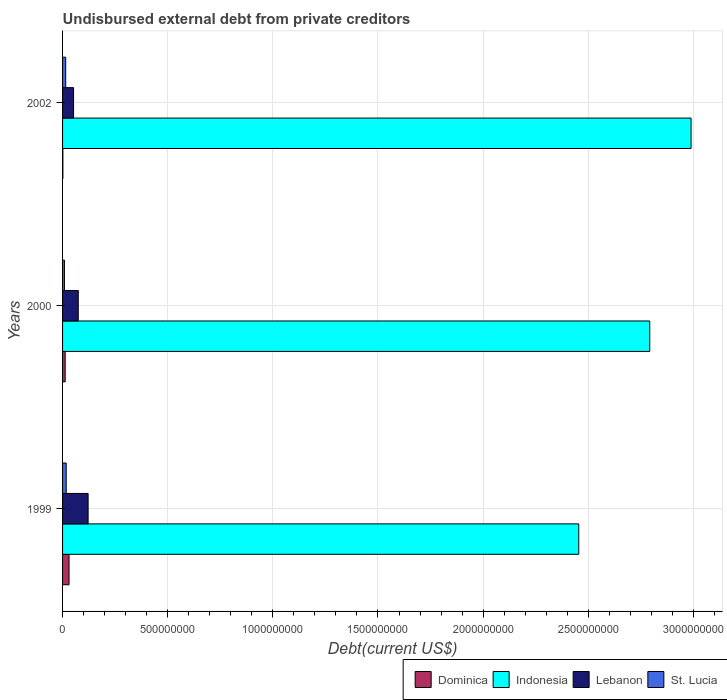 Undisbursed external debt from private creditors
2002
2000
1999
Years
0
500000000
1000000000
1500000000
2000000000
2500000000
3000000000
Debt(current US$)
Dominica
Indonesia
Lebanon
St. Lucia